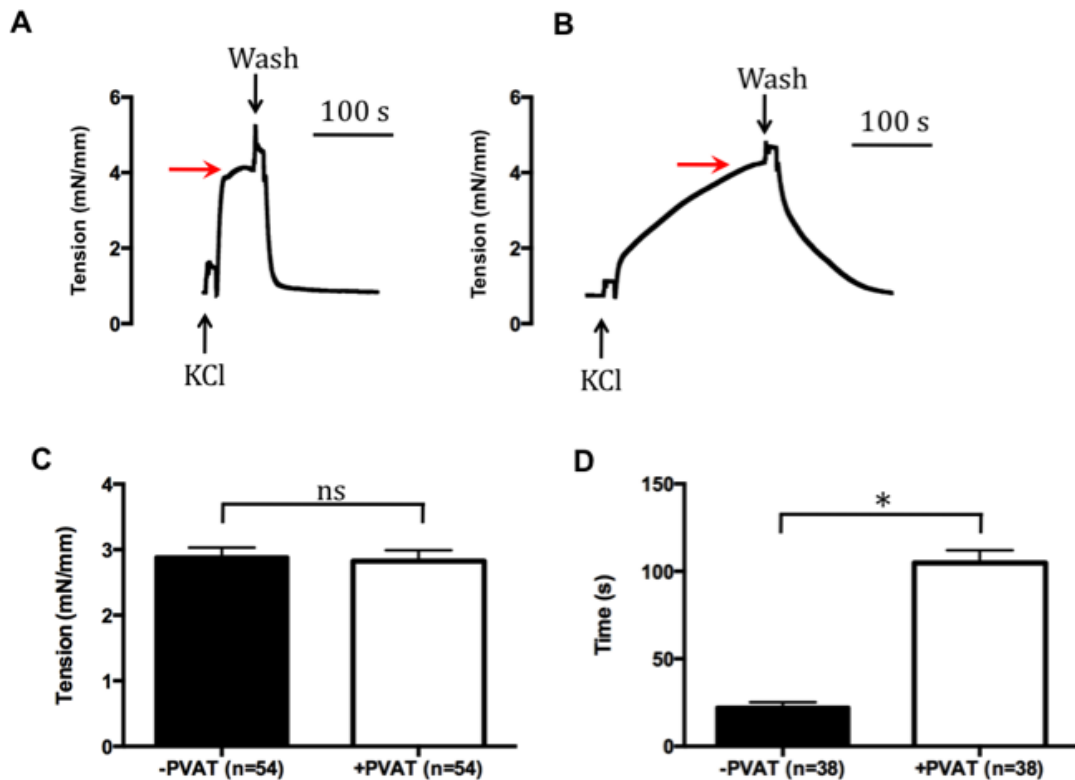 A
Wash
100 s
6
4
2
0
Tension (mN/mm)
KCl
B
Wash
100 s
6
4
2
0
Tension (mN/mm)
KCl
C
ns
4
3
2
1
0
Tension (mN/mm)
-PVAT (n=54)
+PVAT (n=54)
D
*
150
100
50
0
Time (s)
-PVAT (n=38)
+PVAT (n=38)